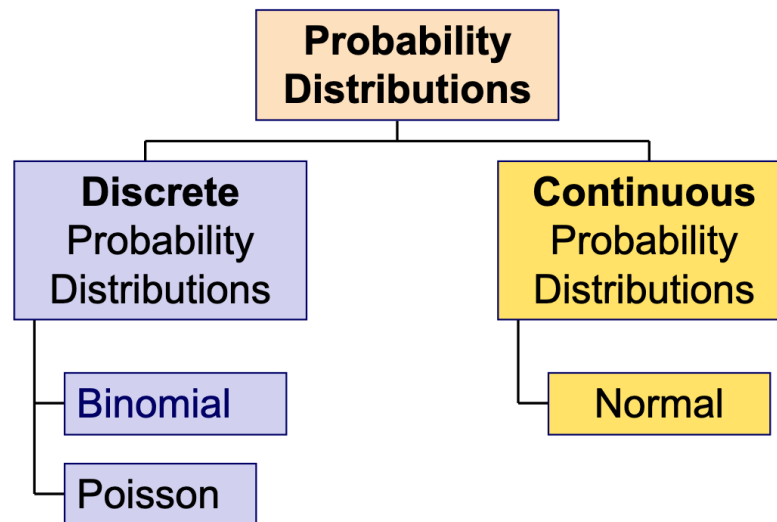 Probability
Distributions
Discrete
Probability
Distributions
Continuous
Probability
Distributions
Binomial
Normal
Poisson